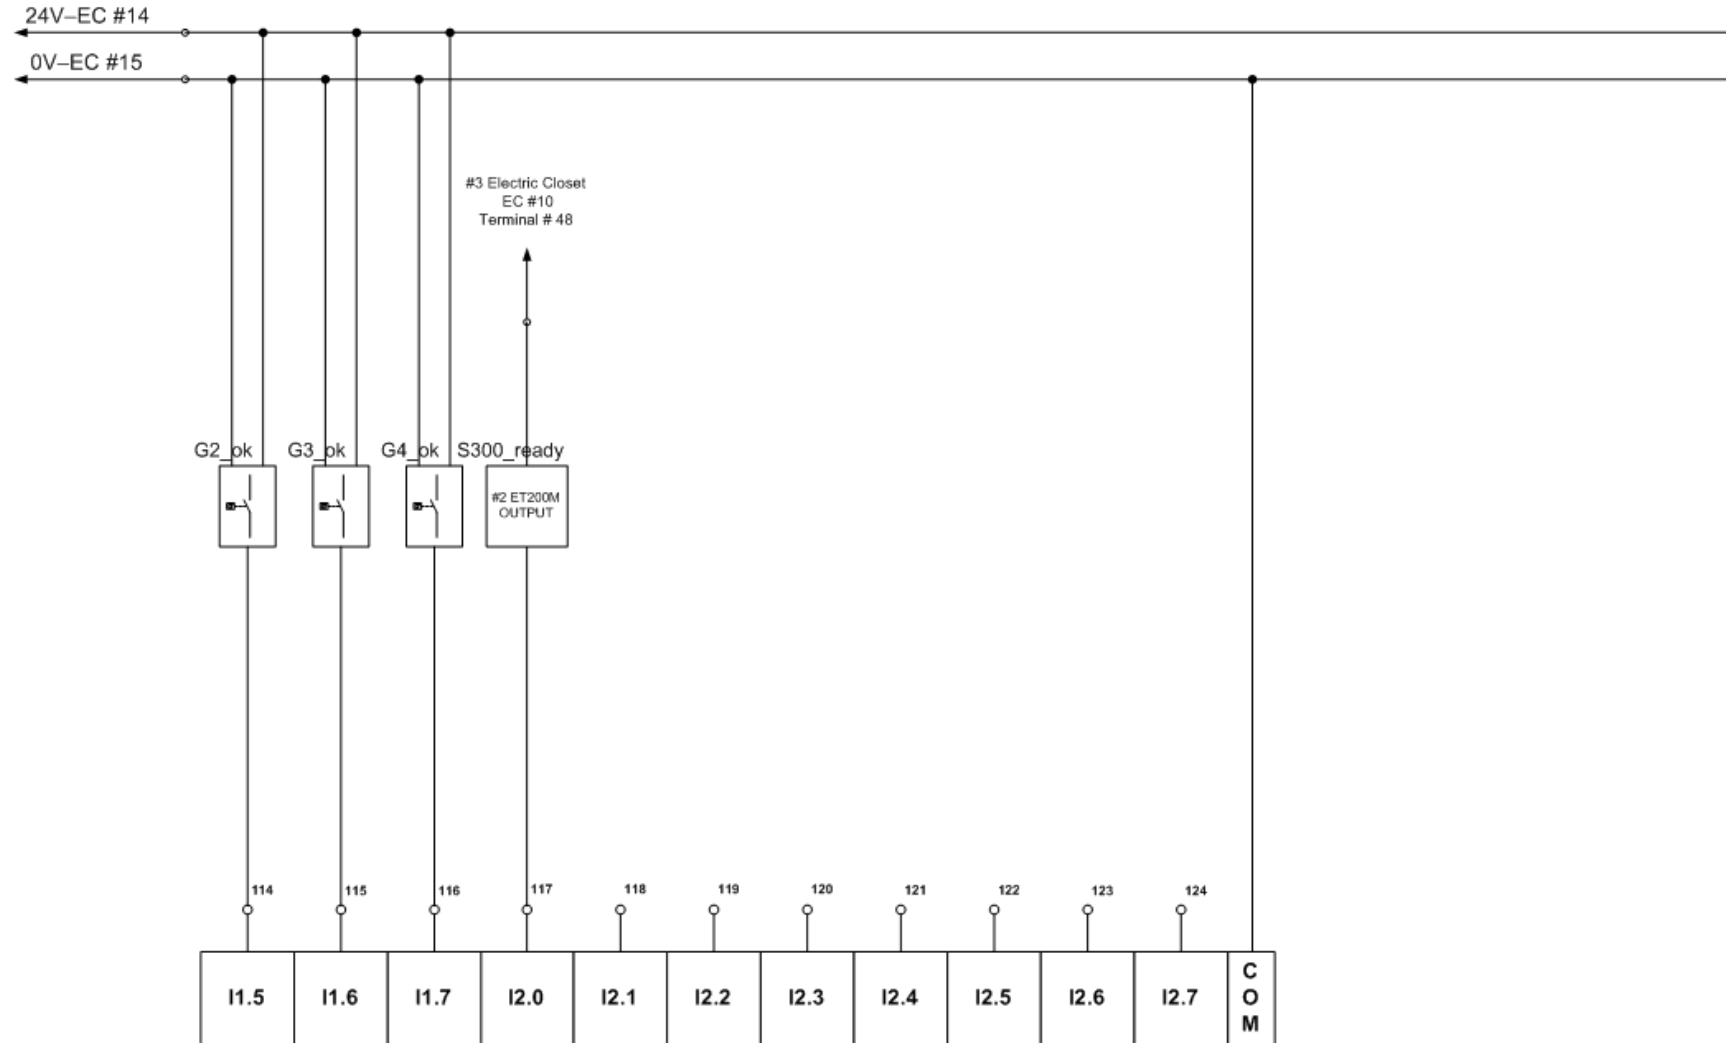 24V–EC #14
0V–EC #15
#3 Electric Closet
EC #10
Terminal # 48
G2_ok
G3_ok
G4_ok
S300_ready
#2 ET200M
OUTPUT
114
115
116
117
118
119
120
121
122
123
124
I1.5
I1.6
I1.7
I2.0
I2.1
I2.2
I2.3
I2.4
I2.5
I2.6
I2.7
C
O
M